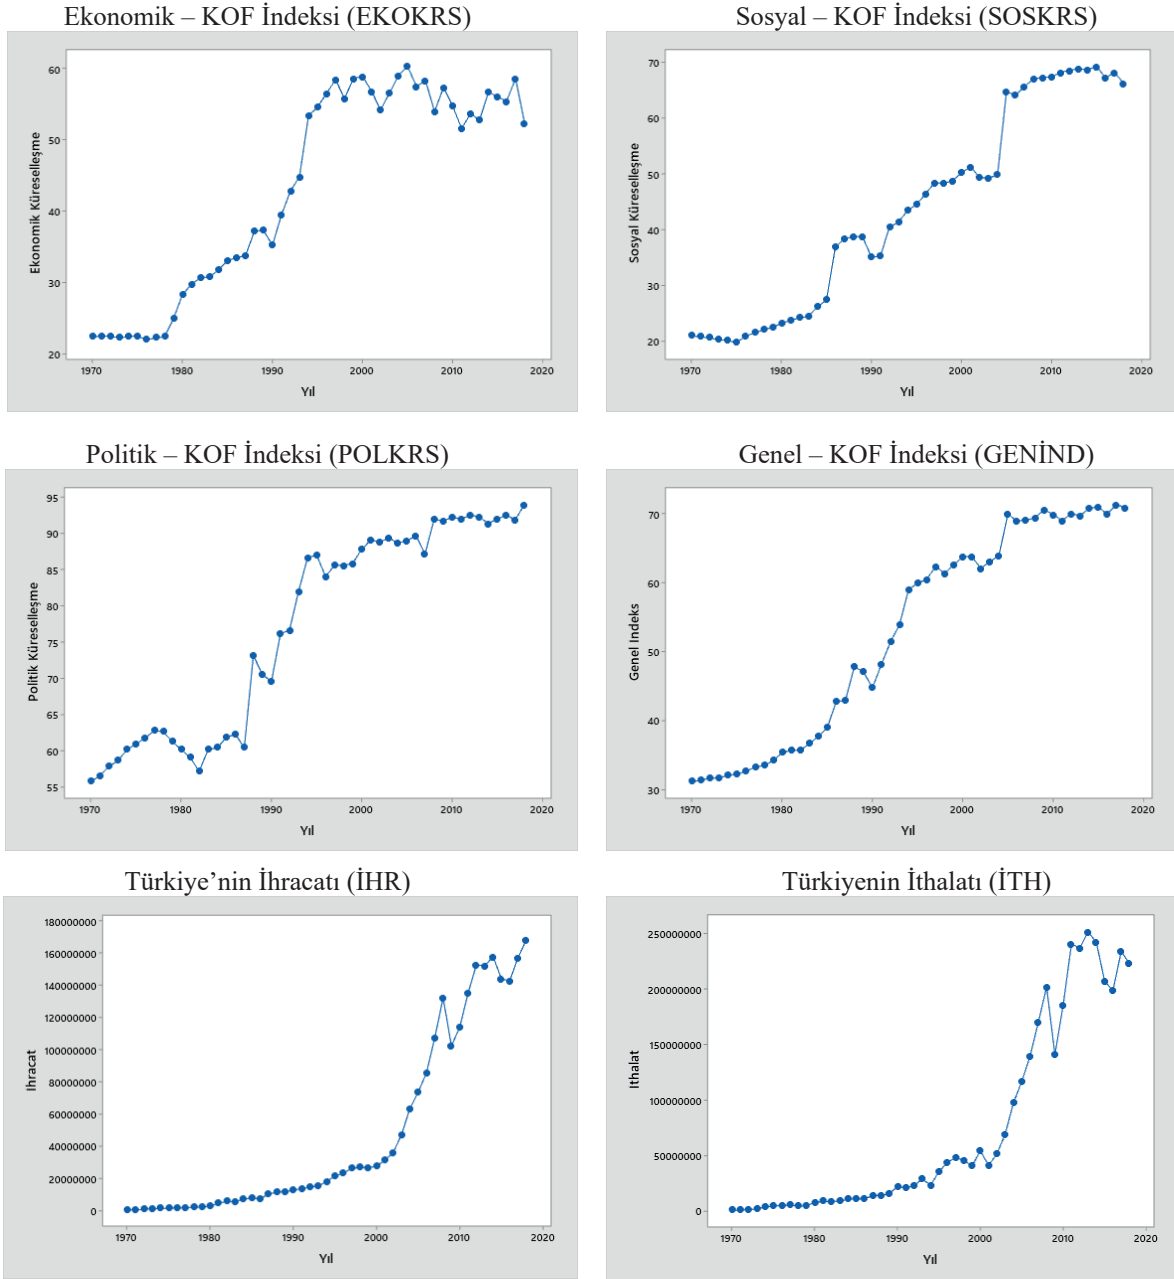 Ekonomik – KOF İndeksi (EKOKRS)
60
50
40
30
20
Ekonomik Küreselleşme
1970 1980 1990 2000 2010 2020
Yıl
Sosyal – KOF İndeksi (SOSKRS)
70
60
50
40
30
20
Sosyal Küreselleşme
1970 1980 1990 2000 2010 2020
Yıl
Politik – KOF İndeksi (POLKRS)
95
90
85
80
75
70
65
60
55
Politik Küreselleşme
1970 1980 1990 2000 2010 2020
Yıl
Genel – KOF İndeksi (GENİND)
70
60
50
40
30
Genel Indeks
1970 1980 1990 2000 2010 2020
Yıl
Türkiye’nin İhracatı (İHR)
180000000
160000000
140000000
120000000
100000000
80000000
60000000
40000000
20000000
0
Ihracat
1970 1980 1990 2000 2010 2020
Yıl
Türkiyenin İthalatı (İTH)
250000000
200000000
150000000
100000000
50000000
0
Ithalat
1970 1980 1990 2000 2010 2020
Yıl